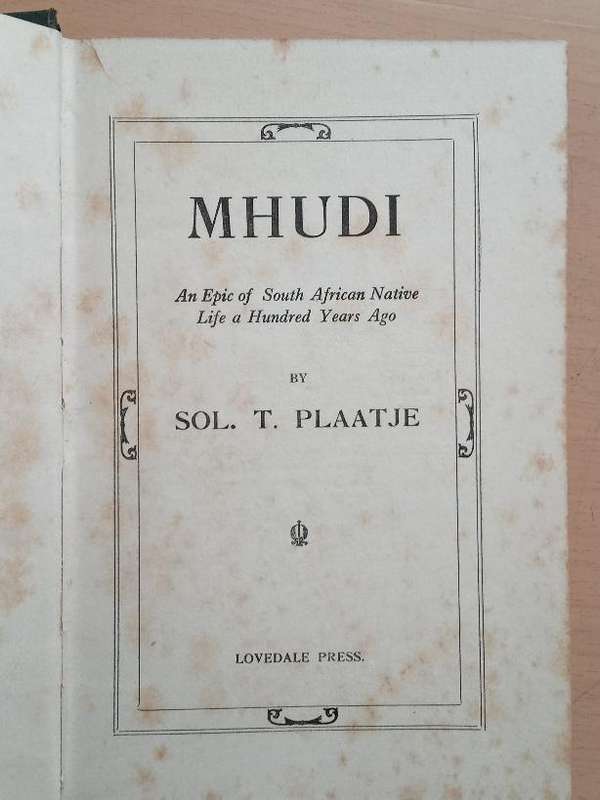 MHUDI
An Epic of South African Native
Life a Hundred Years Ago
BY
SOL. T. PLAATJE
LOVEDALE PRESS.